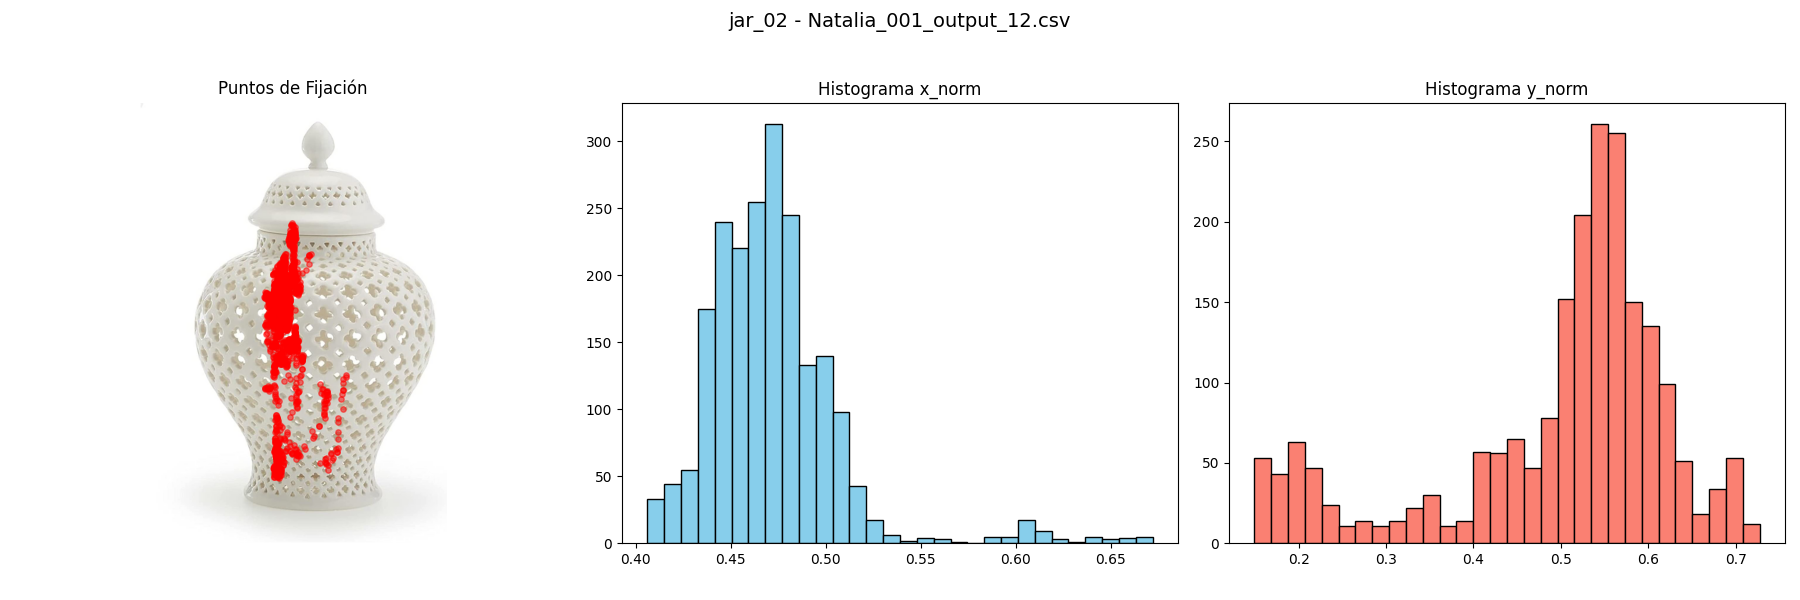 jar_02 - Natalia_001_output_12.csv
Puntos de Fijación
Histograma x_norm
Histograma y_norm
300
250
200
150
100
50
0
0.40 0.45 0.50 0.55 0.60 0.65
250
200
150
100
50
0
0.2 0.3 0.4 0.5 0.6 0.7